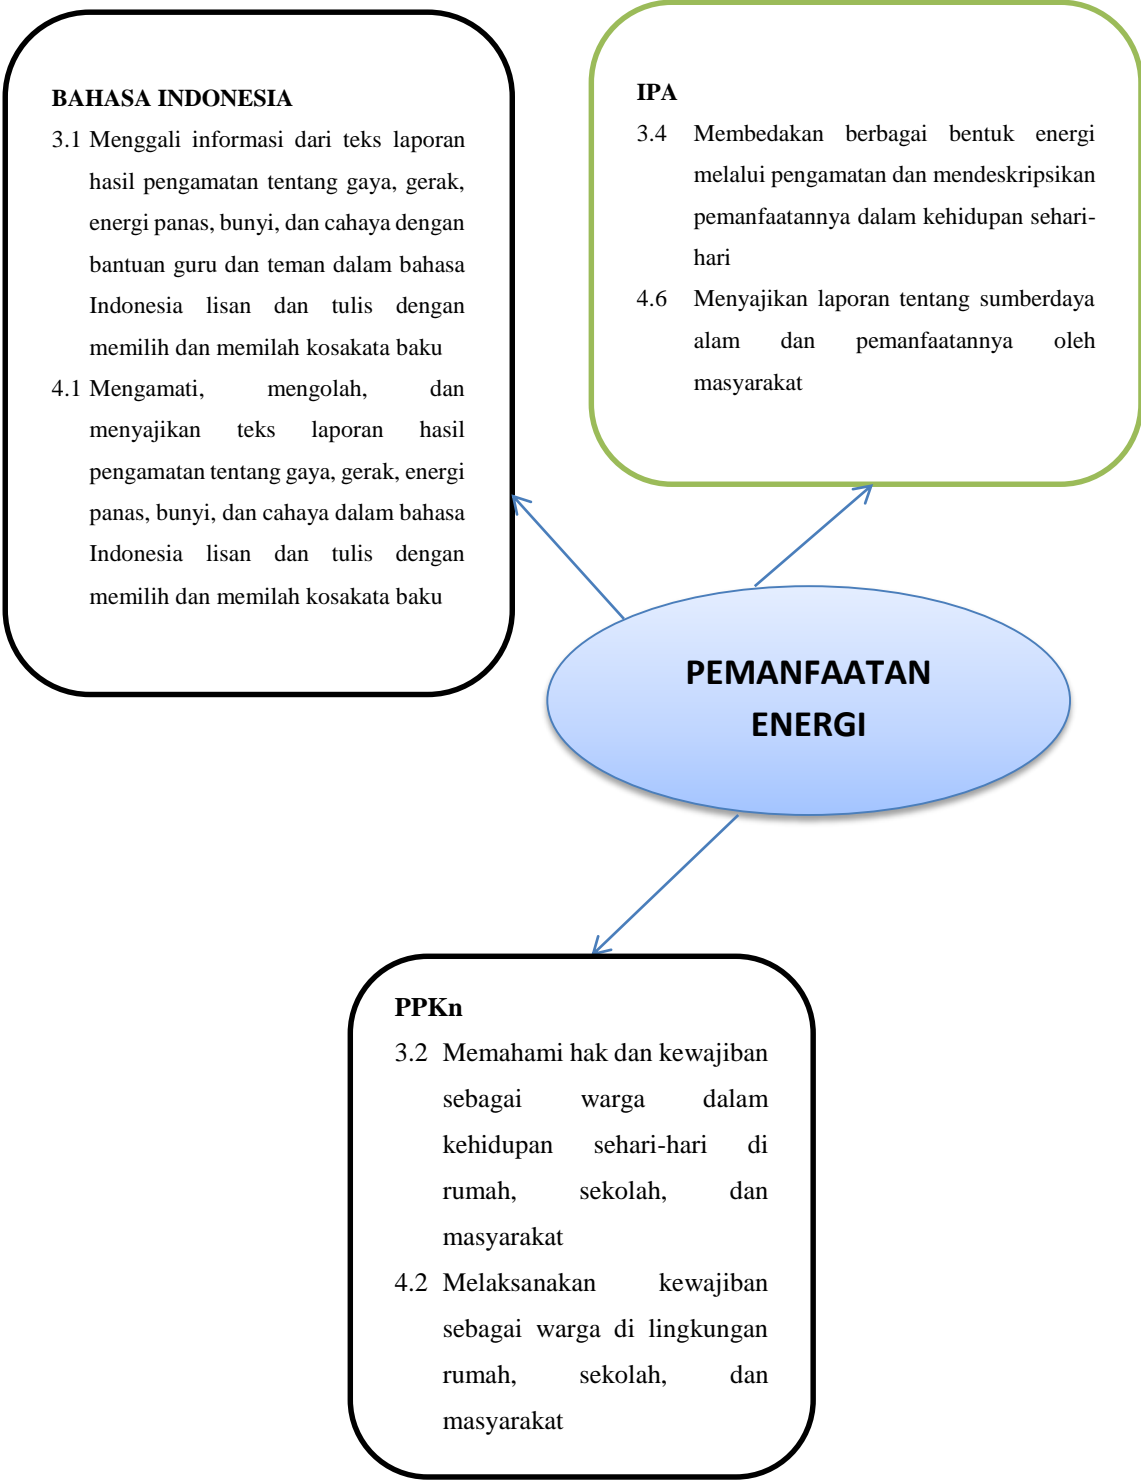 BAHASA INDONESIA
3.1 Menggali informasi dari teks laporan
hasil pengamatan tentang gaya, gerak,
energi panas, bunyi, dan cahaya dengan
bantuan guru dan teman dalam bahasa
Indonesia lisan dan tulis dengan
memilih dan memilah kosakata baku
4.1 Mengamati, mengolah, dan
menyajikan teks laporan hasil
pengamatan tentang gaya, gerak, energi
panas, bunyi, dan cahaya dalam bahasa
Indonesia lisan dan tulis dengan
memilih dan memilah kosakata baku
IPA
3.4 Membedakan berbagai bentuk energi
melalui pengamatan dan mendeskripsikan
pemanfaatannya dalam kehidupan sehari-
hari
4.6 Menyajikan laporan tentang sumberdaya
alam dan pemanfaatannya oleh
masyarakat
PEMANFAATAN
ENERGI
PPKn
3.2 Memahami hak dan kewajiban
sebagai warga dalam
kehidupan sehari-hari di
rumah, sekolah, dan
masyarakat
4.2 Melaksanakan kewajiban
sebagai warga di lingkungan
rumah, sekolah, dan
masyarakat